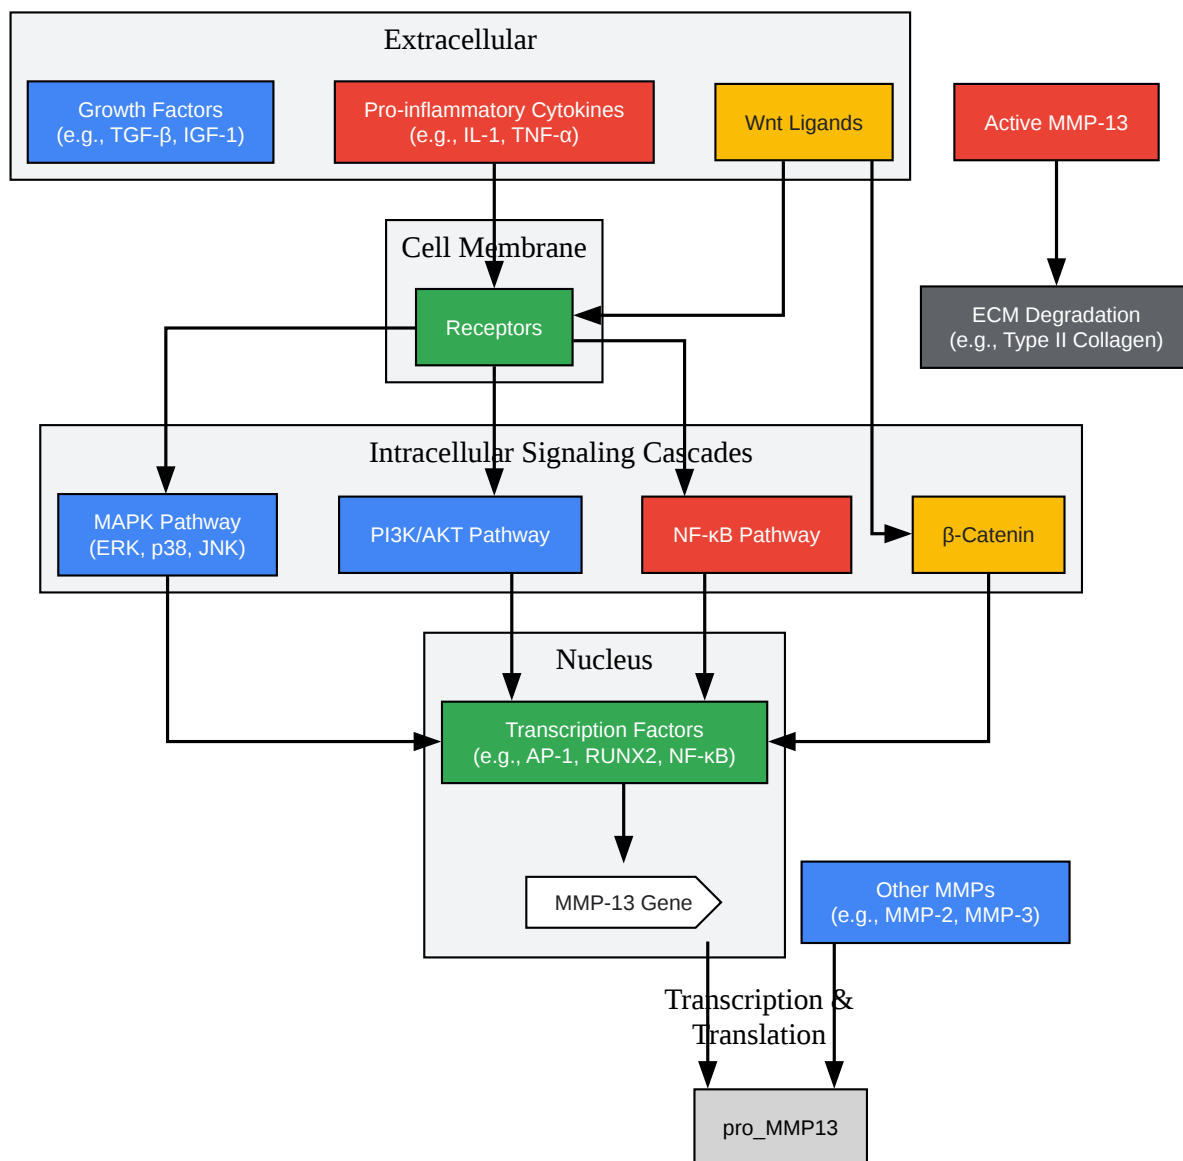 Extracellular
Growth Factors
(e.g., TGF-β, IGF-1)
Pro-inflammatory Cytokines
(e.g., IL-1, TNF-α)
Wnt Ligands
Active MMP-13
Cell Membrane
Receptors
ECM Degradation
(e.g., Type II Collagen)
Intracellular Signaling Cascades
MAPK Pathway
(ERK, p38, JNK)
PI3K/AKT Pathway
NF-κB Pathway
β-Catenin
Nucleus
Transcription Factors
(e.g., AP-1, RUNX2, NF-κB)
MMP-13 Gene
Other MMPs
(e.g., MMP-2, MMP-3)
Transcription &
Translation
pro_MMP13